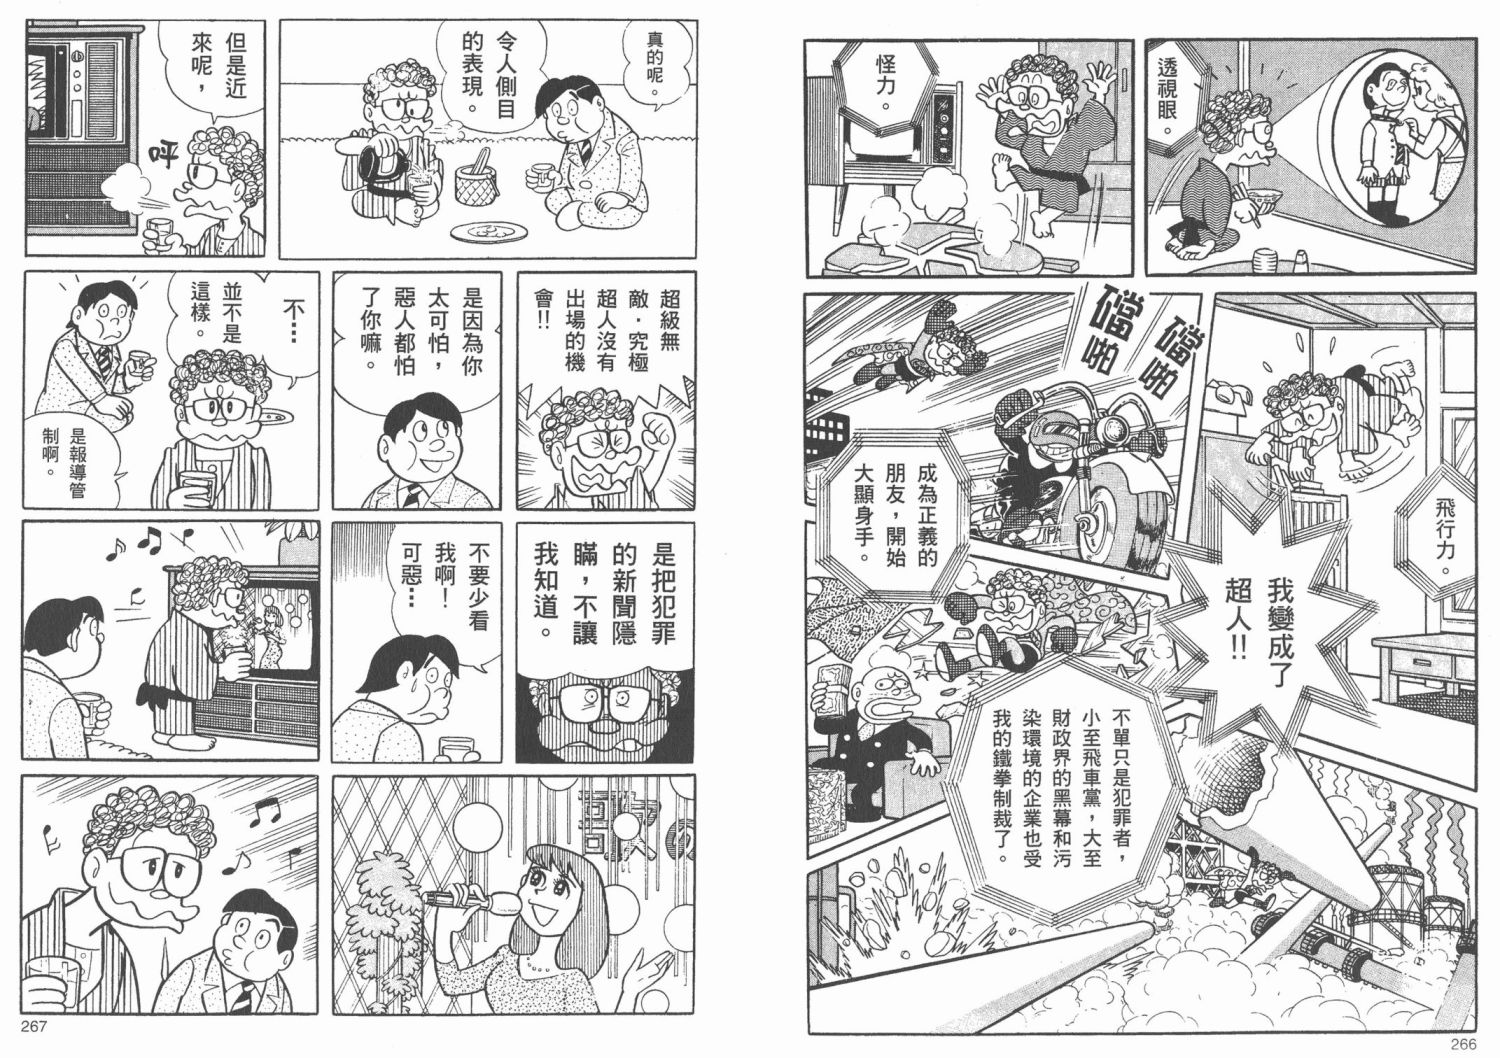 透視眼。
怪力。
飛行力。
我變成了
超人!!
噹啪
噹啪
成為正義的
朋友，開始
大顯身手。
不單只是犯罪者，
小至飛車黨，大至
財政界的黑幕和污
染環境的企業也受
我的鐵拳制裁了。
266
真的呢。
令人側目
的表現。
但是近
來呢，
呼
超級無
敵・究極
超人沒有
出場的機
會!!
是因為你
太可怕，
惡人都怕
了你嘛。
不…
並不是
這樣。
是報導管
制啊。
是把犯罪
的新聞隱
瞞，不讓
我知道。
不要少看
我啊！
可惡…
267